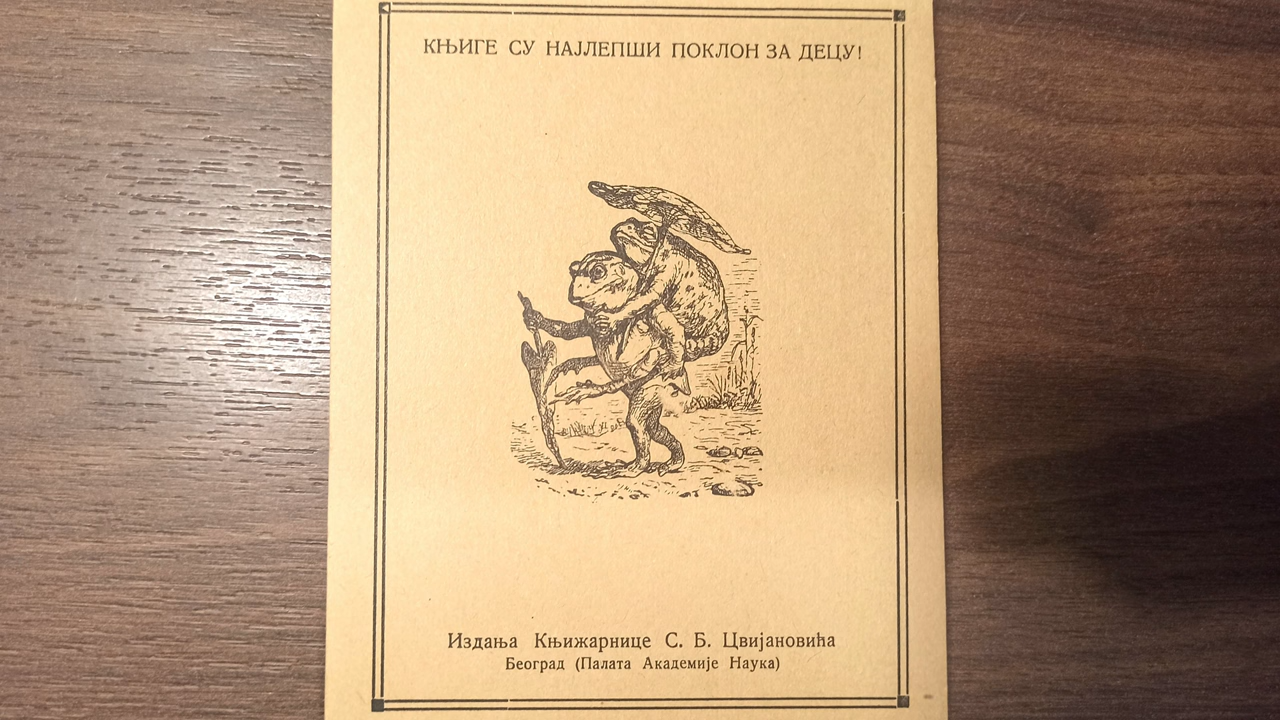 КЊИГЕ СУ НАЈЛЕПШИ ПОКЛОН ЗА ДЕЦУ!
Издања Књижарнице С. Б. Цвијановића
Београд (Палата Академије Наука)